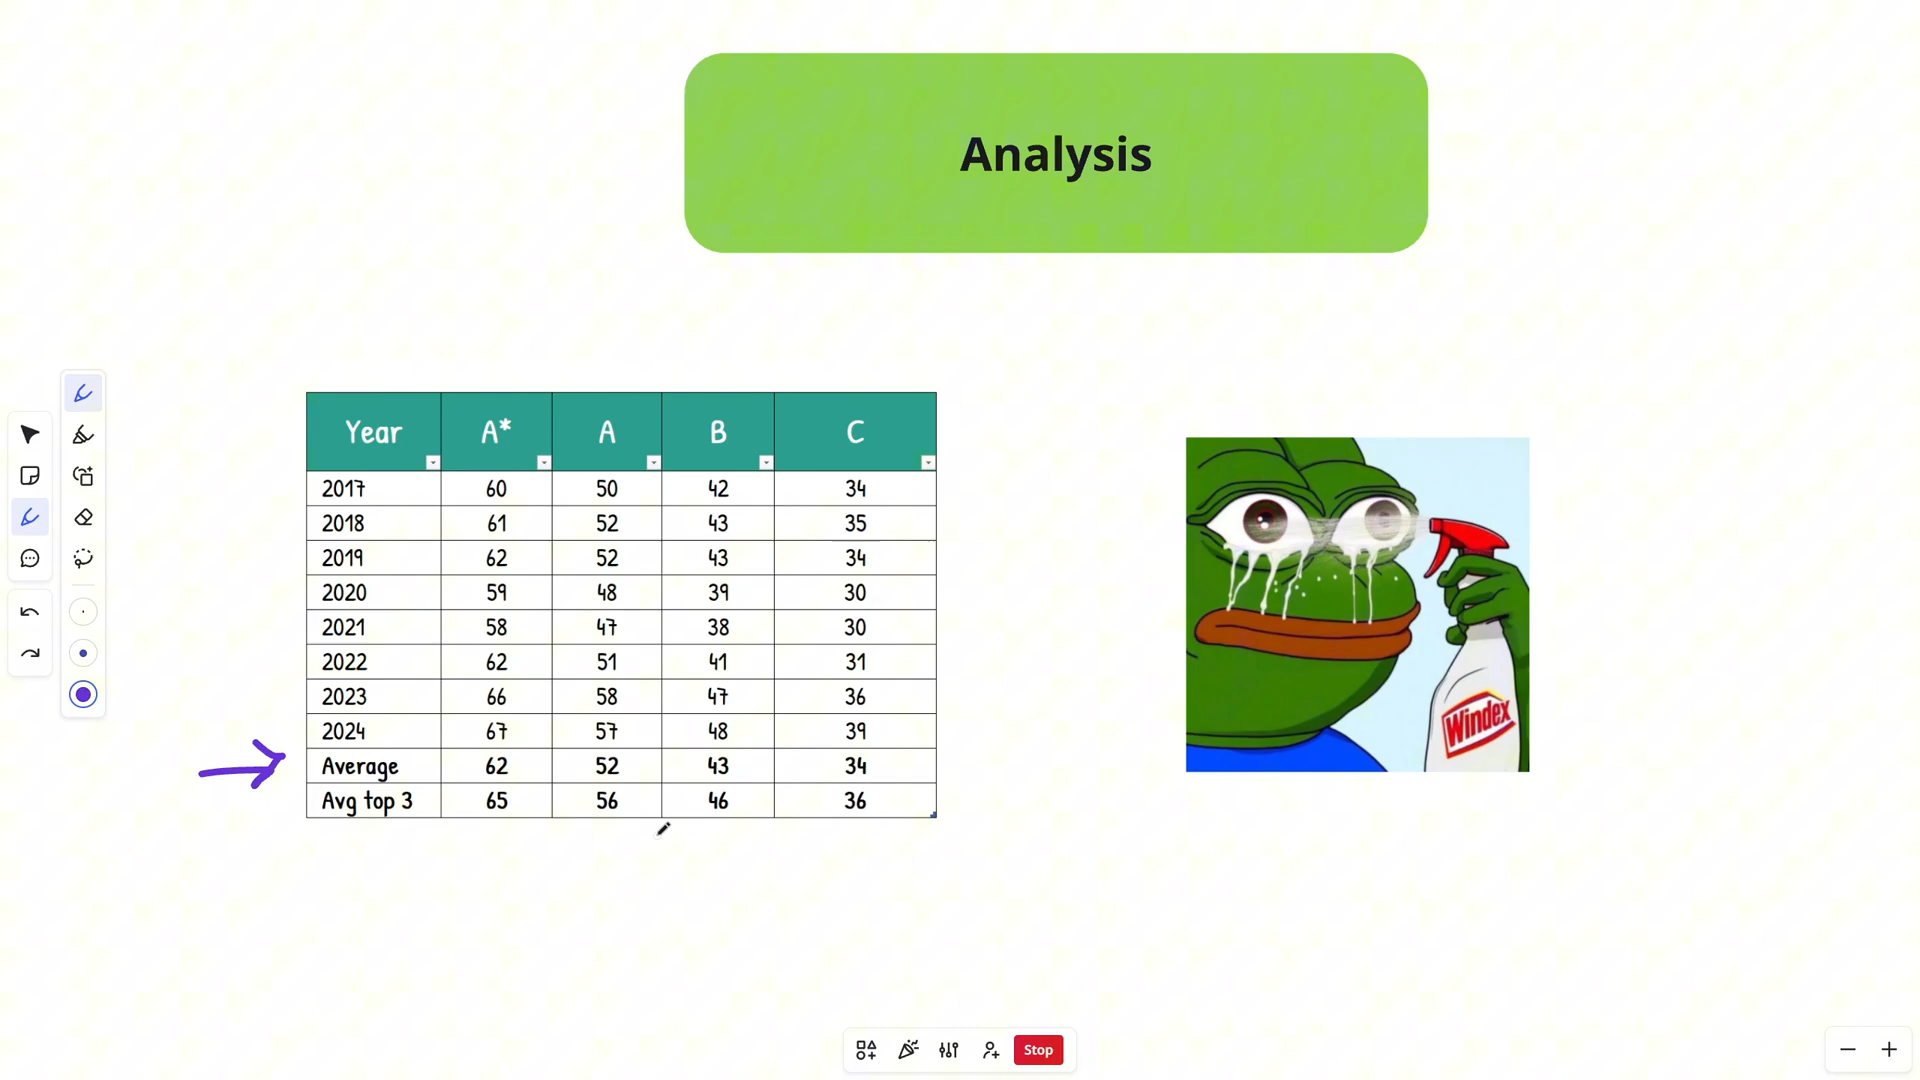 Analysis
Year A* A B C
2017 60 50 42 34
2018 61 52 43 35
2019 62 52 43 34
2020 59 48 39 30
2021 58 47 38 30
2022 62 51 41 31
2023 66 58 47 36
2024 67 57 48 39
Average 62 52 43 34
Avg top 3 65 56 46 36
Windex
Stop